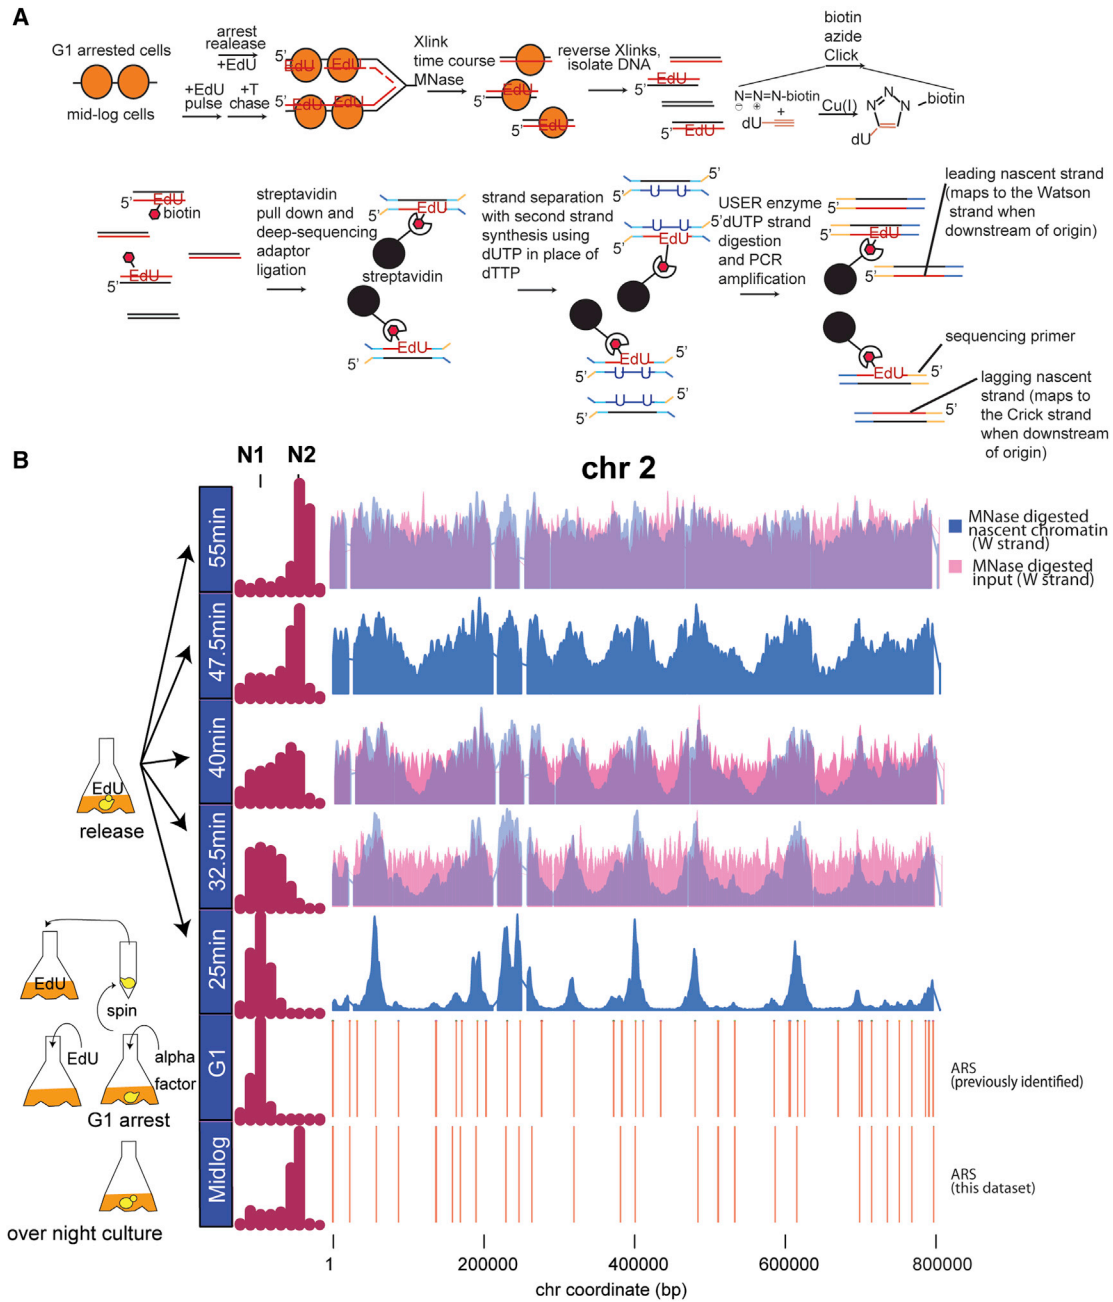 A
G1 arrested cells
mid-log cells
arrest
realease
+EdU
+EdU
pulse
+T
chase
5'
EdU
EdU
EdU
EdU
5'
Xlink
time course
MNase
EdU
5'
EdU
reverse Xlinks,
isolate DNA
EdU
5'
5'
EdU
biotin
azide
Click
N=N=N-biotin
⊖ ⊕
+
dU
Cu(I)
N
N
N
biotin
dU
5'
EdU
biotin
EdU
5'
streptavidin
pull down and
deep-sequencing
adaptor
ligation
5'
EdU
streptavidin
EdU
5'
strand separation
with second strand
synthesis using
dUTP in place of
dTTP
5'
U U
U U
5'
EdU
EdU
5'
5'
U U
U U
5'
5'
USER enzyme
dUTP strand
digestion
and PCR
amplification
5'
EdU
5'
EdU
5'
5'
leading nascent strand
(maps to the Watson
strand when
downstream of origin)
sequencing primer
lagging nascent
strand (maps to
the Crick strand
when downstream
of origin)
B
N1
N2
chr 2
55min
47.5min
40min
32.5min
25min
G1
Midlog
MNase digested
nascent chromatin
(W strand)
MNase digested
input (W strand)
EdU
release
EdU
spin
EdU
alpha
factor
G1 arrest
over night culture
ARS
(previously identified)
ARS
(this dataset)
1
200000
400000
600000
800000
chr coordinate (bp)